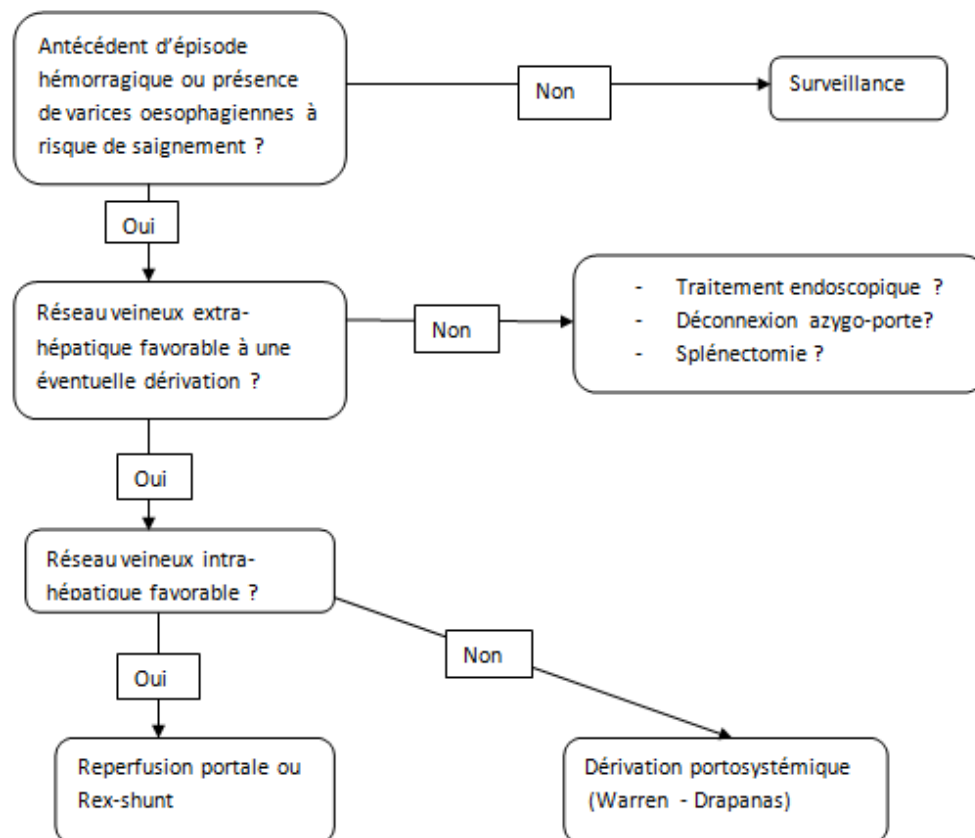 Antécédent d'épisode
hémorragique ou présence
de varices oesophagiennes à
risque de saignement ?
Non
Surveillance
Oui
Réseau veineux extra-
hépatique favorable à une
éventuelle dérivation ?
Non
- Traitement endoscopique ?
- Déconnexion azygo-porte?
- Splénectomie ?
Oui
Réseau veineux intra-
hépatique favorable ?
Non
Oui
Reperfusion portale ou
Rex-shunt
Dérivation portosystémique
(Warren - Drapanas)